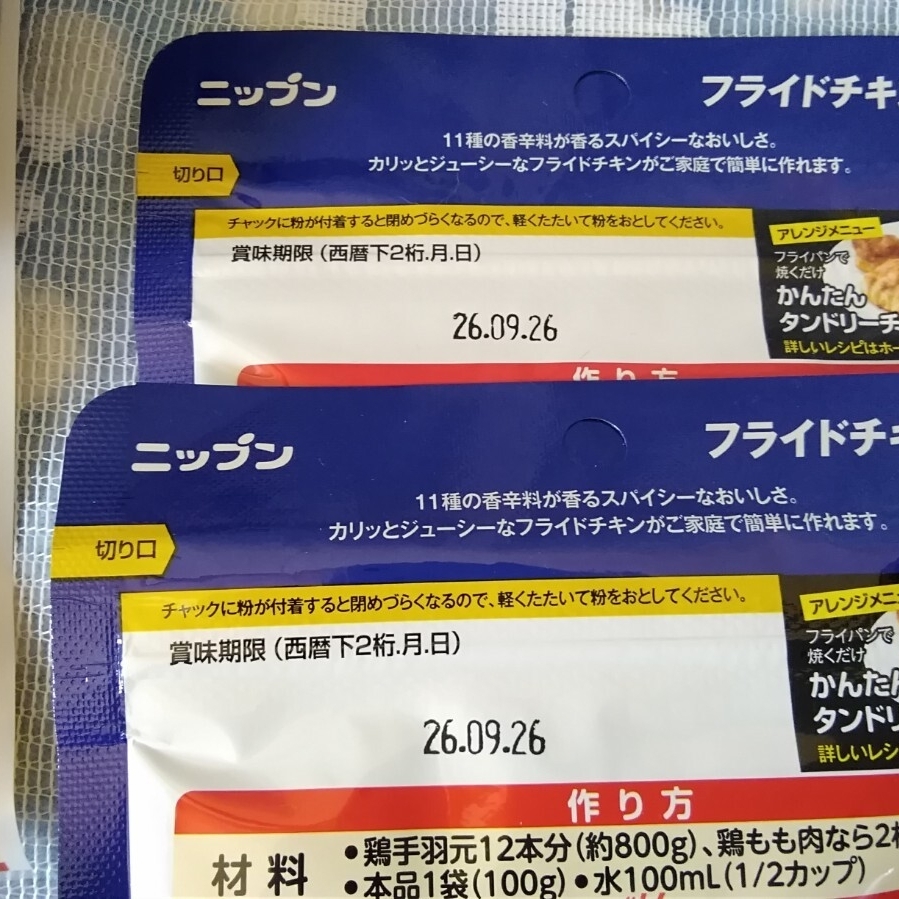 ニップン
フライドチキ
11種の香辛料が香るスパイシーなおいしさ。
カリッとジューシーなフライドチキンがご家庭で簡単に作れます。
切り口
チャックに粉が付着すると閉めづらくなるので、軽くたたいて粉をおとしてください。
賞味期限(西暦下2桁.月.日)
26.09.26
アレンジメニュー
フライパンで
焼くだけ
かんたん
タンドリーチ
詳しいレシピはホー
作り方
ニップン
フライドチキ
11種の香辛料が香るスパイシーなおいしさ。
カリッとジューシーなフライドチキンがご家庭で簡単に作れます。
切り口
チャックに粉が付着すると閉めづらくなるので、軽くたたいて粉をおとしてください。
賞味期限(西暦下2桁.月.日)
26.09.26
アレンジメニュ
フライパンで
焼くだけ
かんたん
タンドリ
詳しいレシ
作り方
材料
•鶏手羽元12本分(約800g)、鶏もも肉なら2枚
•本品1袋(100g)•水100mL(1/2カップ)